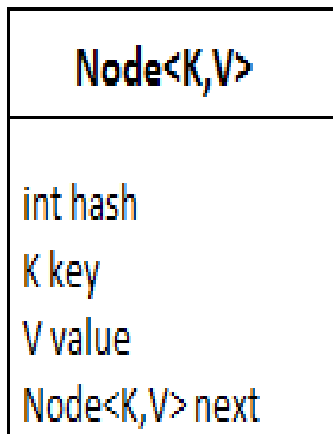 Node<K,V>
int hash
K key
V value
Node<K,V> next